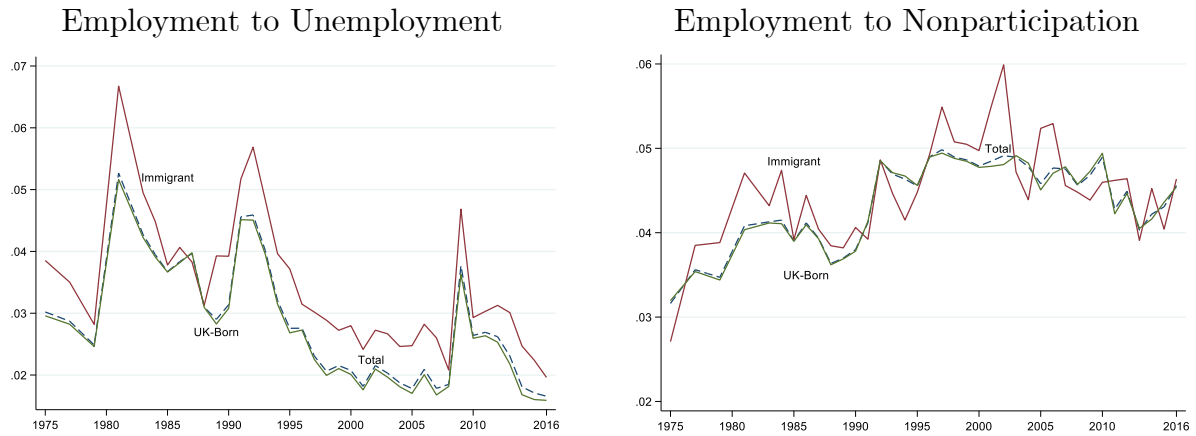 Employment to Unemployment
.07
.06
.05
.04
.03
.02
Immigrant
UK-Born
Total
1975 1980 1985 1990 1995 2000 2005 2010 2016
Employment to Nonparticipation
.06
.05
.04
.03
.02
Total
Immigrant
UK-Born
1975 1980 1985 1990 1995 2000 2005 2010 2016